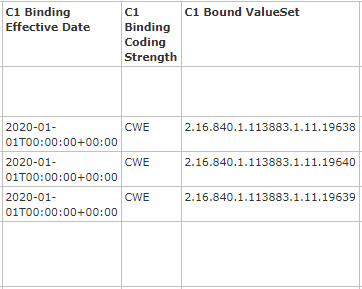 C1 Binding Effective Date C1 Binding Coding Strength C1 Bound ValueSet
2020-01-01T00:00:00+00:00 CWE 2.16.840.1.113883.1.11.19638
2020-01-01T00:00:00+00:00 CWE 2.16.840.1.113883.1.11.19640
2020-01-01T00:00:00+00:00 CWE 2.16.840.1.113883.1.11.19639